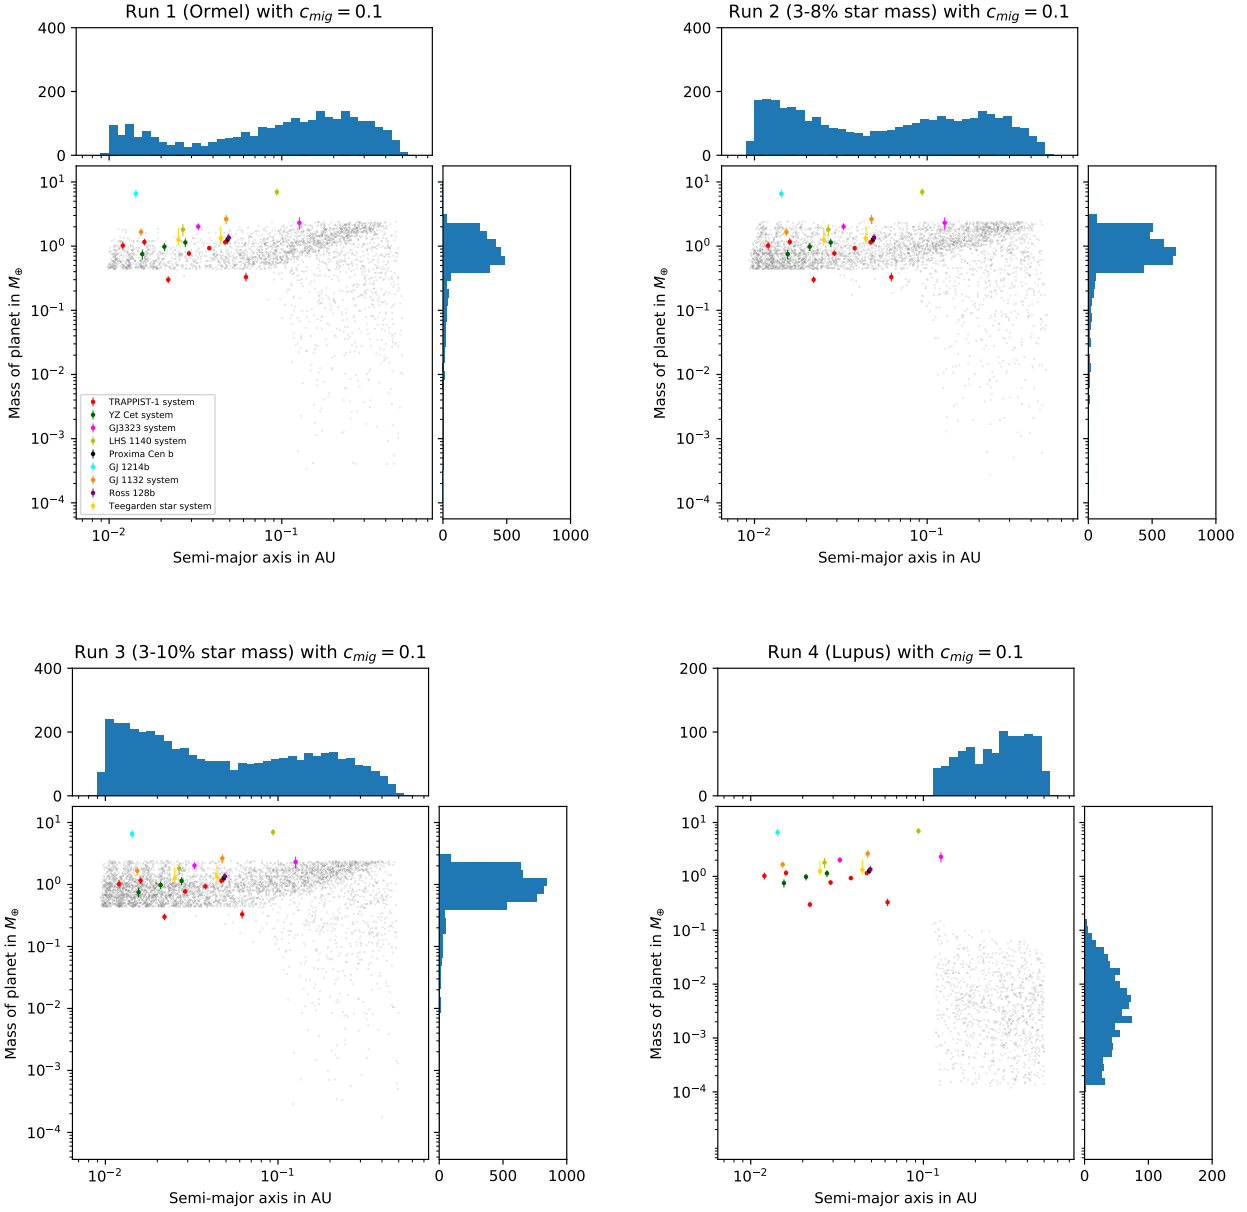 Run 1 (Ormel) with c_mig = 0.1
400
200
0
10^1
10^0
10^−1
10^−2
10^−3
10^−4
Mass of planet in M⊕
TRAPPIST-1 system
YZ Cet system
GJ3323 system
LHS 1140 system
Proxima Cen b
GJ 1214b
GJ 1132 system
Ross 128b
Teegarden star system
10^−2 10^−1
Semi-major axis in AU
0 500 1000
Run 2 (3-8% star mass) with c_mig = 0.1
400
200
0
10^1
10^0
10^−1
10^−2
10^−3
10^−4
Mass of planet in M⊕
10^−2 10^−1
Semi-major axis in AU
0 500 1000
Run 3 (3-10% star mass) with c_mig = 0.1
400
200
0
10^1
10^0
10^−1
10^−2
10^−3
10^−4
Mass of planet in M⊕
10^−2 10^−1
Semi-major axis in AU
0 500 1000
Run 4 (Lupus) with c_mig = 0.1
200
100
0
10^1
10^0
10^−1
10^−2
10^−3
10^−4
Mass of planet in M⊕
10^−2 10^−1
Semi-major axis in AU
0 100 200